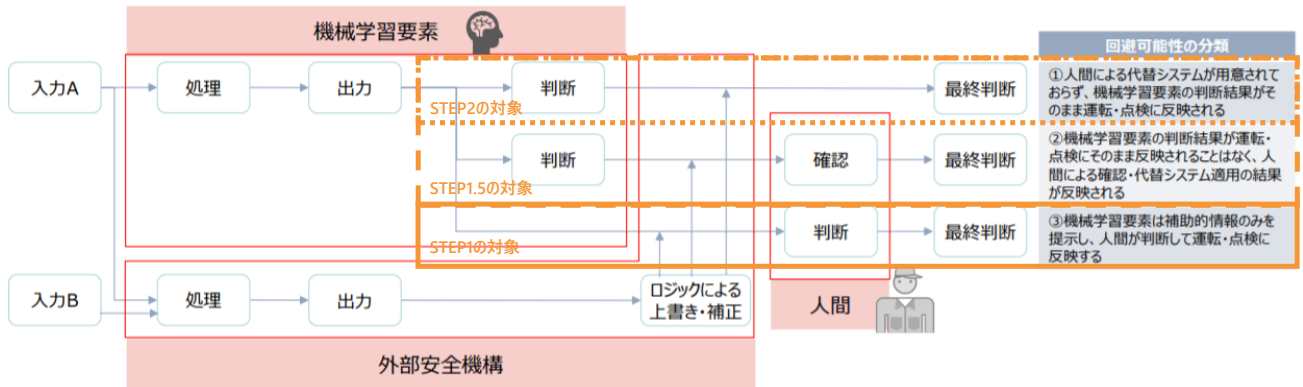 機械学習要素
回避可能性の分類
入力A
処理
出力
判断
最終判断
STEP2の対象
①人間による代替システムが用意されて
おらず、機械学習要素の判断結果がそ
のまま運転・点検に反映される
判断
確認
最終判断
STEP1.5の対象
②機械学習要素の判断結果が運転・
点検にそのまま反映されることはなく、人
間による確認・代替システム適用の結果
が反映される
判断
最終判断
STEP1の対象
③機械学習要素は補助的情報のみを
提示し、人間が判断して運転・点検に
反映する
入力B
処理
出力
ロジックによる
上書き・補正
人間
外部安全機構